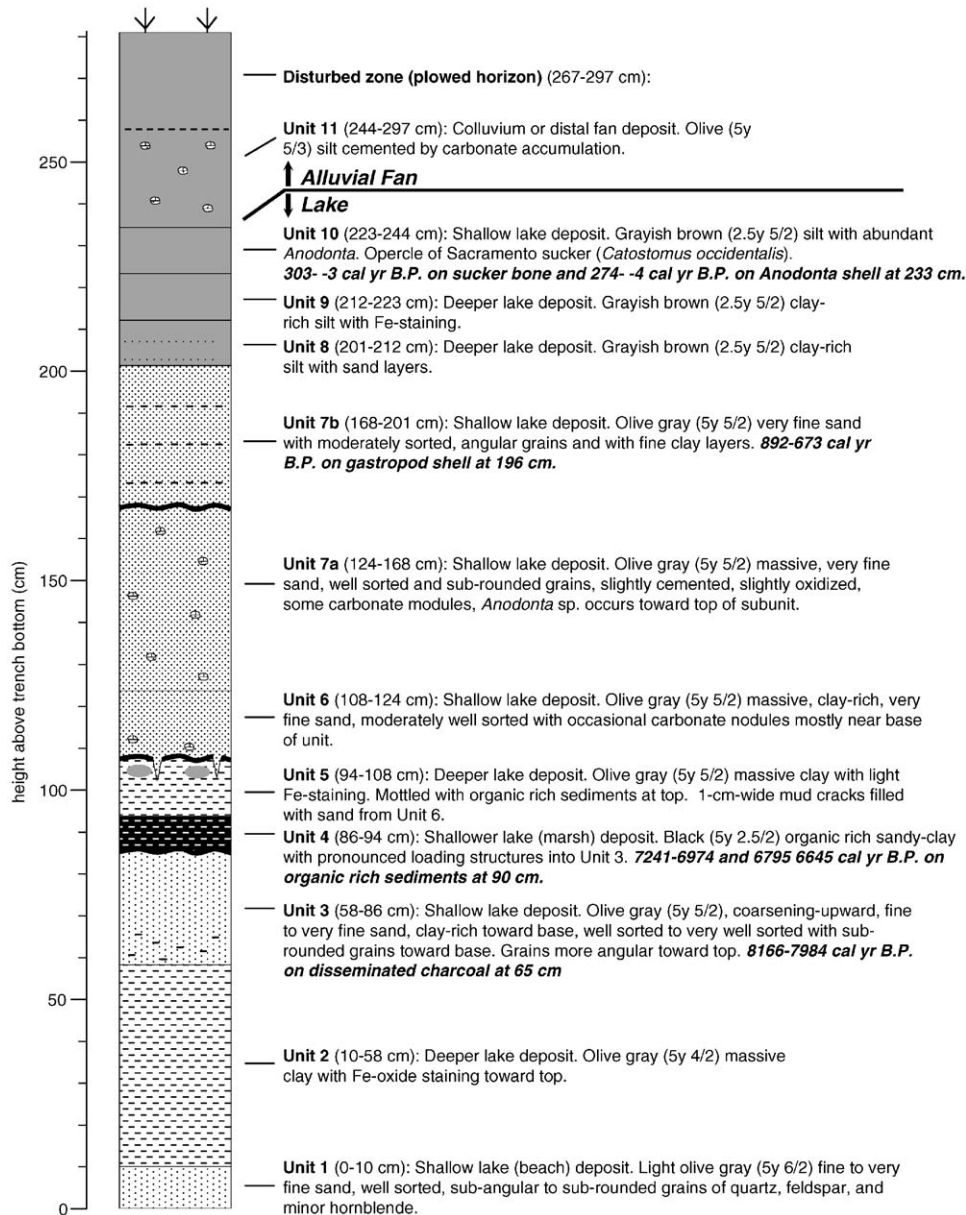 Disturbed zone (plowed horizon) (267-297 cm):
Unit 11 (244-297 cm): Colluvium or distal fan deposit. Olive (5y
5/3) silt cemented by carbonate accumulation.
250
Alluvial Fan
Lake
Unit 10 (223-244 cm): Shallow lake deposit. Grayish brown (2.5y 5/2) silt with abundant
Anodonta. Opercle of Sacramento sucker (Catostomus occidentalis).
303- -3 cal yr B.P. on sucker bone and 274- -4 cal yr B.P. on Anodonta shell at 233 cm.
Unit 9 (212-223 cm): Deeper lake deposit. Grayish brown (2.5y 5/2) clay-
rich silt with Fe-staining.
Unit 8 (201-212 cm): Deeper lake deposit. Grayish brown (2.5y 5/2) clay-rich
silt with sand layers.
200
Unit 7b (168-201 cm): Shallow lake deposit. Olive gray (5y 5/2) very fine sand
with moderately sorted, angular grains and with fine clay layers. 892-673 cal yr
B.P. on gastropod shell at 196 cm.
Unit 7a (124-168 cm): Shallow lake deposit. Olive gray (5y 5/2) massive, very fine
sand, well sorted and sub-rounded grains, slightly cemented, slightly oxidized,
some carbonate modules, Anodonta sp. occurs toward top of subunit.
150
height above trench bottom (cm)
Unit 6 (108-124 cm): Shallow lake deposit. Olive gray (5y 5/2) massive, clay-rich, very
fine sand, moderately well sorted with occasional carbonate nodules mostly near base
of unit.
Unit 5 (94-108 cm): Deeper lake deposit. Olive gray (5y 5/2) massive clay with light
Fe-staining. Mottled with organic rich sediments at top. 1-cm-wide mud cracks filled
with sand from Unit 6.
100
Unit 4 (86-94 cm): Shallower lake (marsh) deposit. Black (5y 2.5/2) organic rich sandy-clay
with pronounced loading structures into Unit 3. 7241-6974 and 6795 6645 cal yr B.P. on
organic rich sediments at 90 cm.
Unit 3 (58-86 cm): Shallow lake deposit. Olive gray (5y 5/2), coarsening-upward, fine
to very fine sand, clay-rich toward base, well sorted to very well sorted with sub-
rounded grains toward base. Grains more angular toward top. 8166-7984 cal yr B.P.
on disseminated charcoal at 65 cm
50
Unit 2 (10-58 cm): Deeper lake deposit. Olive gray (5y 4/2) massive
clay with Fe-oxide staining toward top.
Unit 1 (0-10 cm): Shallow lake (beach) deposit. Light olive gray (5y 6/2) fine to very
fine sand, well sorted, sub-angular to sub-rounded grains of quartz, feldspar, and
minor hornblende.
0